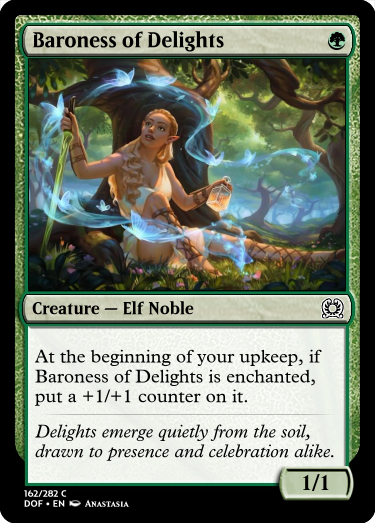 Baroness of Delights
Creature — Elf Noble
At the beginning of your upkeep, if
Baroness of Delights is enchanted,
put a +1/+1 counter on it.
Delights emerge quietly from the soil,
drawn to presence and celebration alike.
1/1
162/282 C
DOF • EN Anastasia